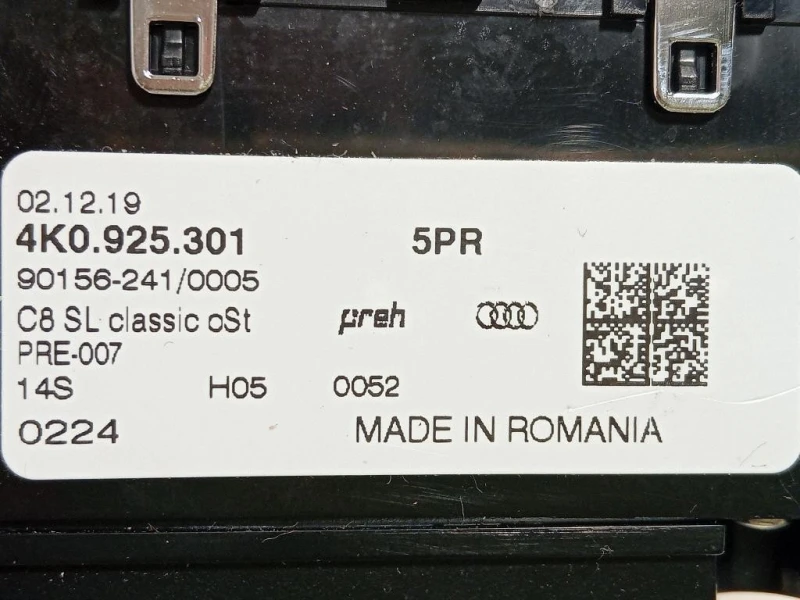 02.12.19
4K0.925.301 5PR
90156-241/0005
C8 SL classic oSt preh
PRE-007
14S H05 0052
0224 MADE IN ROMANIA